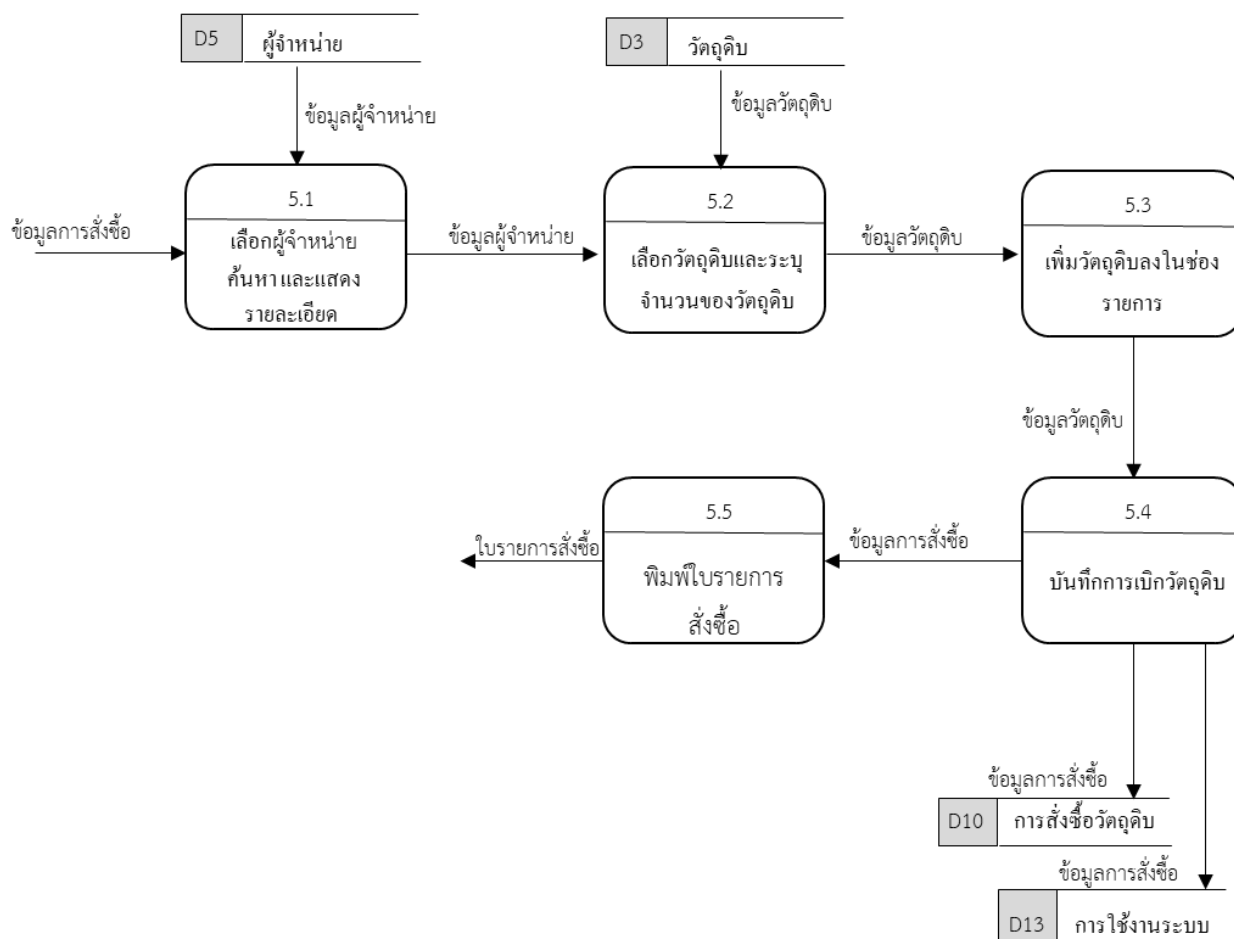 D5 ผู้จำหน่าย
D3 วัตถุดิบ
ข้อมูลผู้จำหน่าย
ข้อมูลวัตถุดิบ
5.1
เลือกผู้จำหน่าย
ค้นหา และแสดง
รายละเอียด
5.2
เลือกวัตถุดิบและระบุ
จำนวนของวัตถุดิบ
5.3
เพิ่มวัตถุดิบลงในช่อง
รายการ
ข้อมูลการสั่งซื้อ
ข้อมูลผู้จำหน่าย
ข้อมูลวัตถุดิบ
ข้อมูลวัตถุดิบ
5.5
พิมพ์ใบรายการ
สั่งซื้อ
5.4
บันทึกการเบิกวัตถุดิบ
ใบรายการสั่งซื้อ
ข้อมูลการสั่งซื้อ
ข้อมูลการสั่งซื้อ
D10 การสั่งซื้อวัตถุดิบ
ข้อมูลการสั่งซื้อ
D13 การใช้งานระบบ